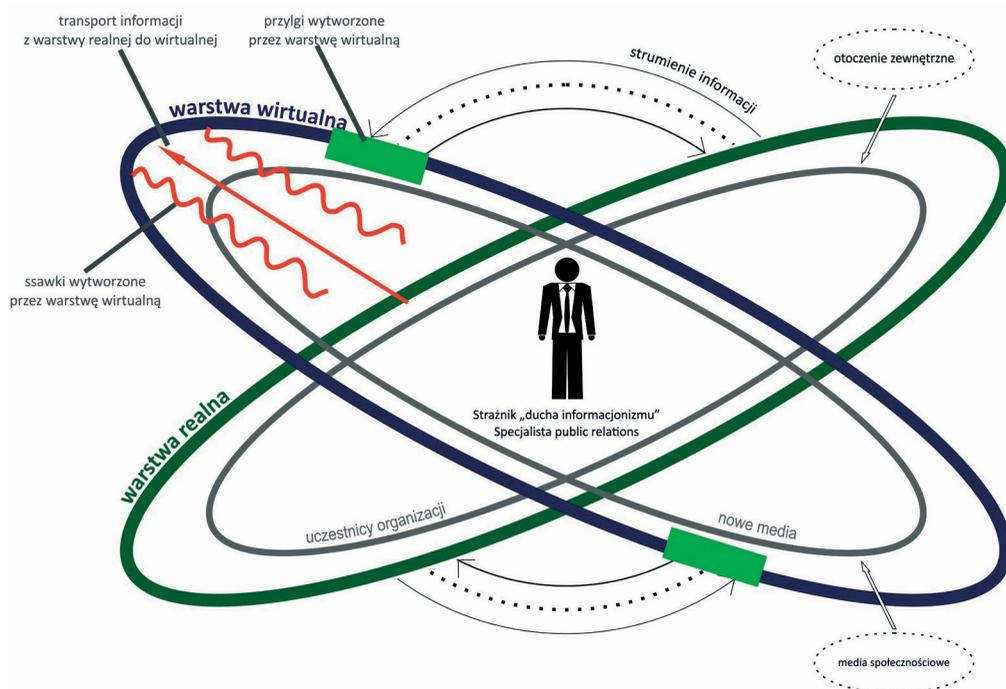 transport informacji
z warstwy realnej do wirtualnej
przylgi wytworzone
przez warstwę wirtualną
strumienie informacji
otoczenie zewnętrzne
warstwa wirtualna
ssawki wytworzone
przez warstwę wirtualną
Strażnik „ducha informacjonizmu”
Specjalista public relations
warstwa realna
uczestnicy organizacji
nowe media
media społecznościowe